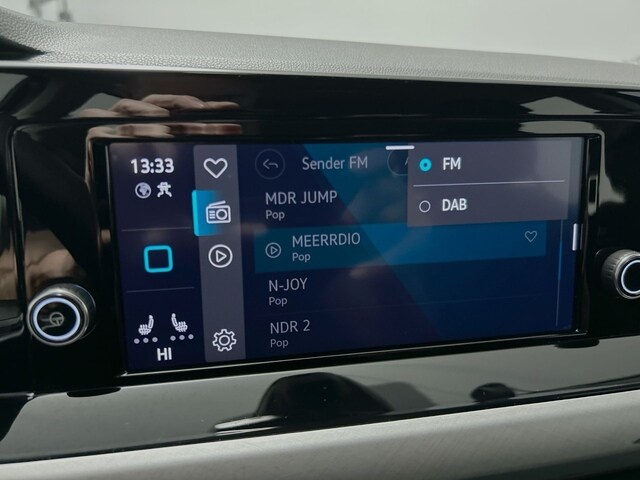 13:33
Sender FM
FM
DAB
MDR JUMP
Pop
MEERRDIO
Pop
N-JOY
Pop
NDR 2
Pop
HI